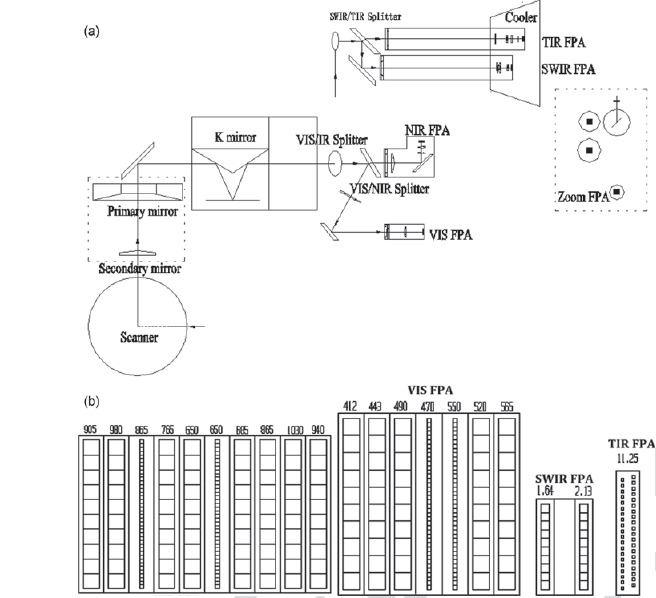 (a)
SWIR/TIR Splitter
Cooler
TIR FPA
SWIR FPA
K mirror
VIS/IR Splitter
NIR FPA
VIS/NIR Splitter
Primary mirror
Zoom FPA
VIS FPA
Secondary mirror
Scanner
(b)
VIS FPA
412 443 490 470 550 520 565
905 980 865 765 650 650 685 865 1030 940
TIR FPA
11.25
SWIR FPA
1.64 2.13